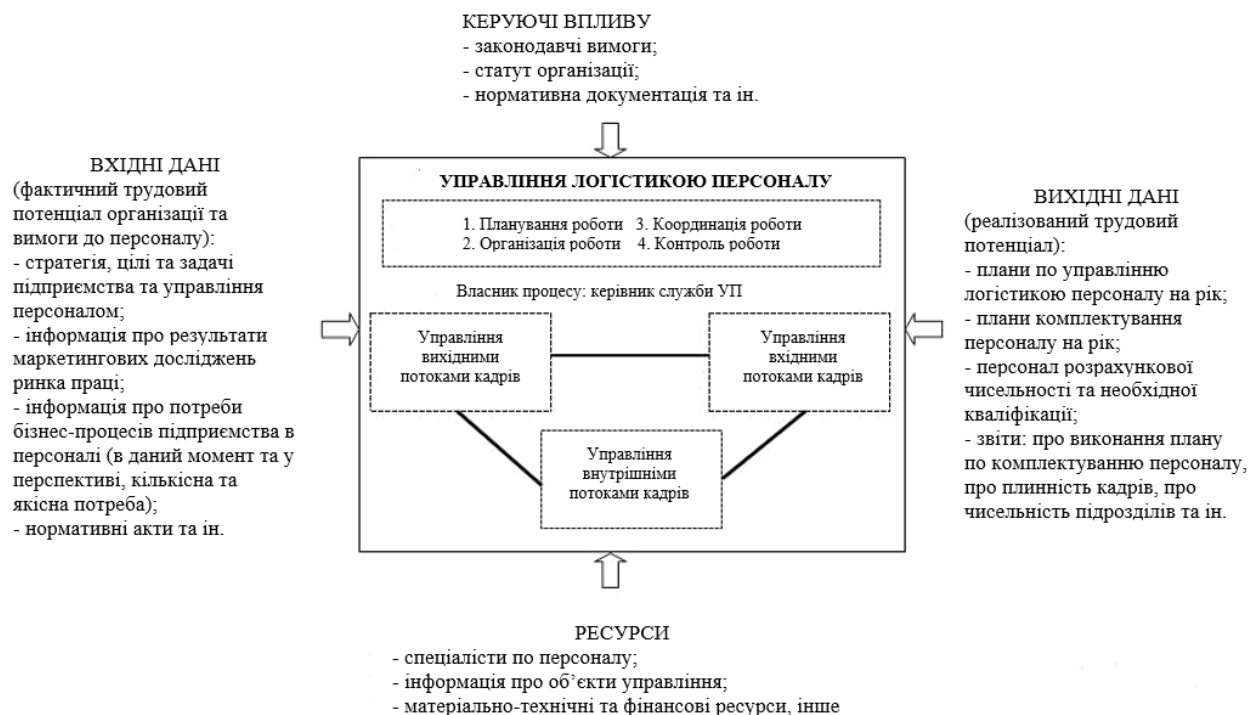 КЕРУЮЧІ ВПЛИВУ
- законодавчі вимоги;
- статут організації;
- нормативна документація та ін.
ВХІДНІ ДАНІ
(фактичний трудовий
потенціал організації та
вимоги до персоналу):
- стратегія, цілі та задачі
підприємства та управління
персоналом;
- інформація про результати
маркетингових досліджень
ринка праці;
- інформація про потреби
бізнес-процесів підприємства в
персоналі (в даний момент та у
перспективі, кількісна та
якісна потреба);
- нормативні акти та ін.
УПРАВЛІННЯ ЛОГІСТИКОЮ ПЕРСОНАЛУ
1. Планування роботи 3. Координація роботи
2. Організація роботи 4. Контроль роботи
Власник процесу: керівник служби УП
Управління
вихідними
потоками кадрів
Управління
вхідними
потоками кадрів
Управління
внутрішніми
потоками кадрів
ВИХІДНІ ДАНІ
(реалізований трудовий
потенціал):
- плани по управлінню
логістикою персоналу на рік;
- плани комплектування
персоналу на рік;
- персонал розрахункової
чисельності та необхідної
кваліфікації;
- звіти: про виконання плану
по комплектуванню персоналу,
про плинність кадрів, про
чисельність підрозділів та ін.
РЕСУРСИ
- спеціалісти по персоналу;
- інформація про об’єкти управління;
- матеріально-технічні та фінансові ресурси, інше